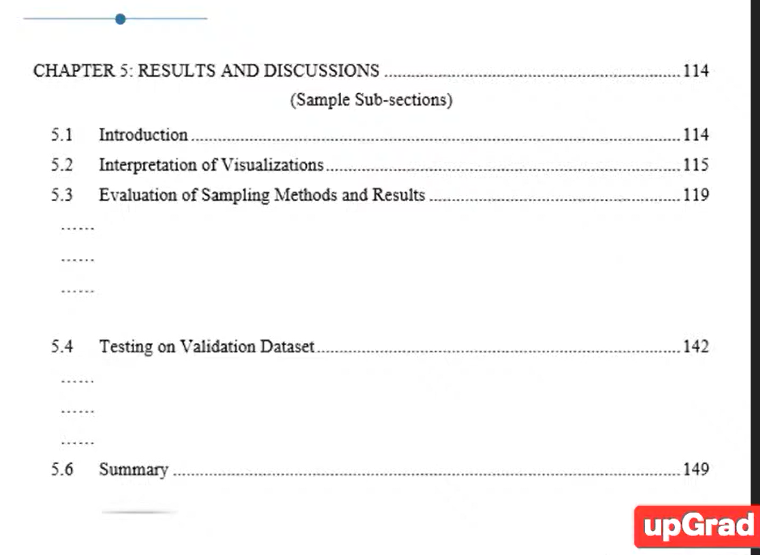 CHAPTER 5: RESULTS AND DISCUSSIONS ........................................................................ 114
(Sample Sub-sections)
5.1 Introduction ........................................................................ 114
5.2 Interpretation of Visualizations ........................................................................ 115
5.3 Evaluation of Sampling Methods and Results ........................................................................ 119
......
......
......
5.4 Testing on Validation Dataset ........................................................................ 142
......
......
......
5.6 Summary ........................................................................ 149
upGrad